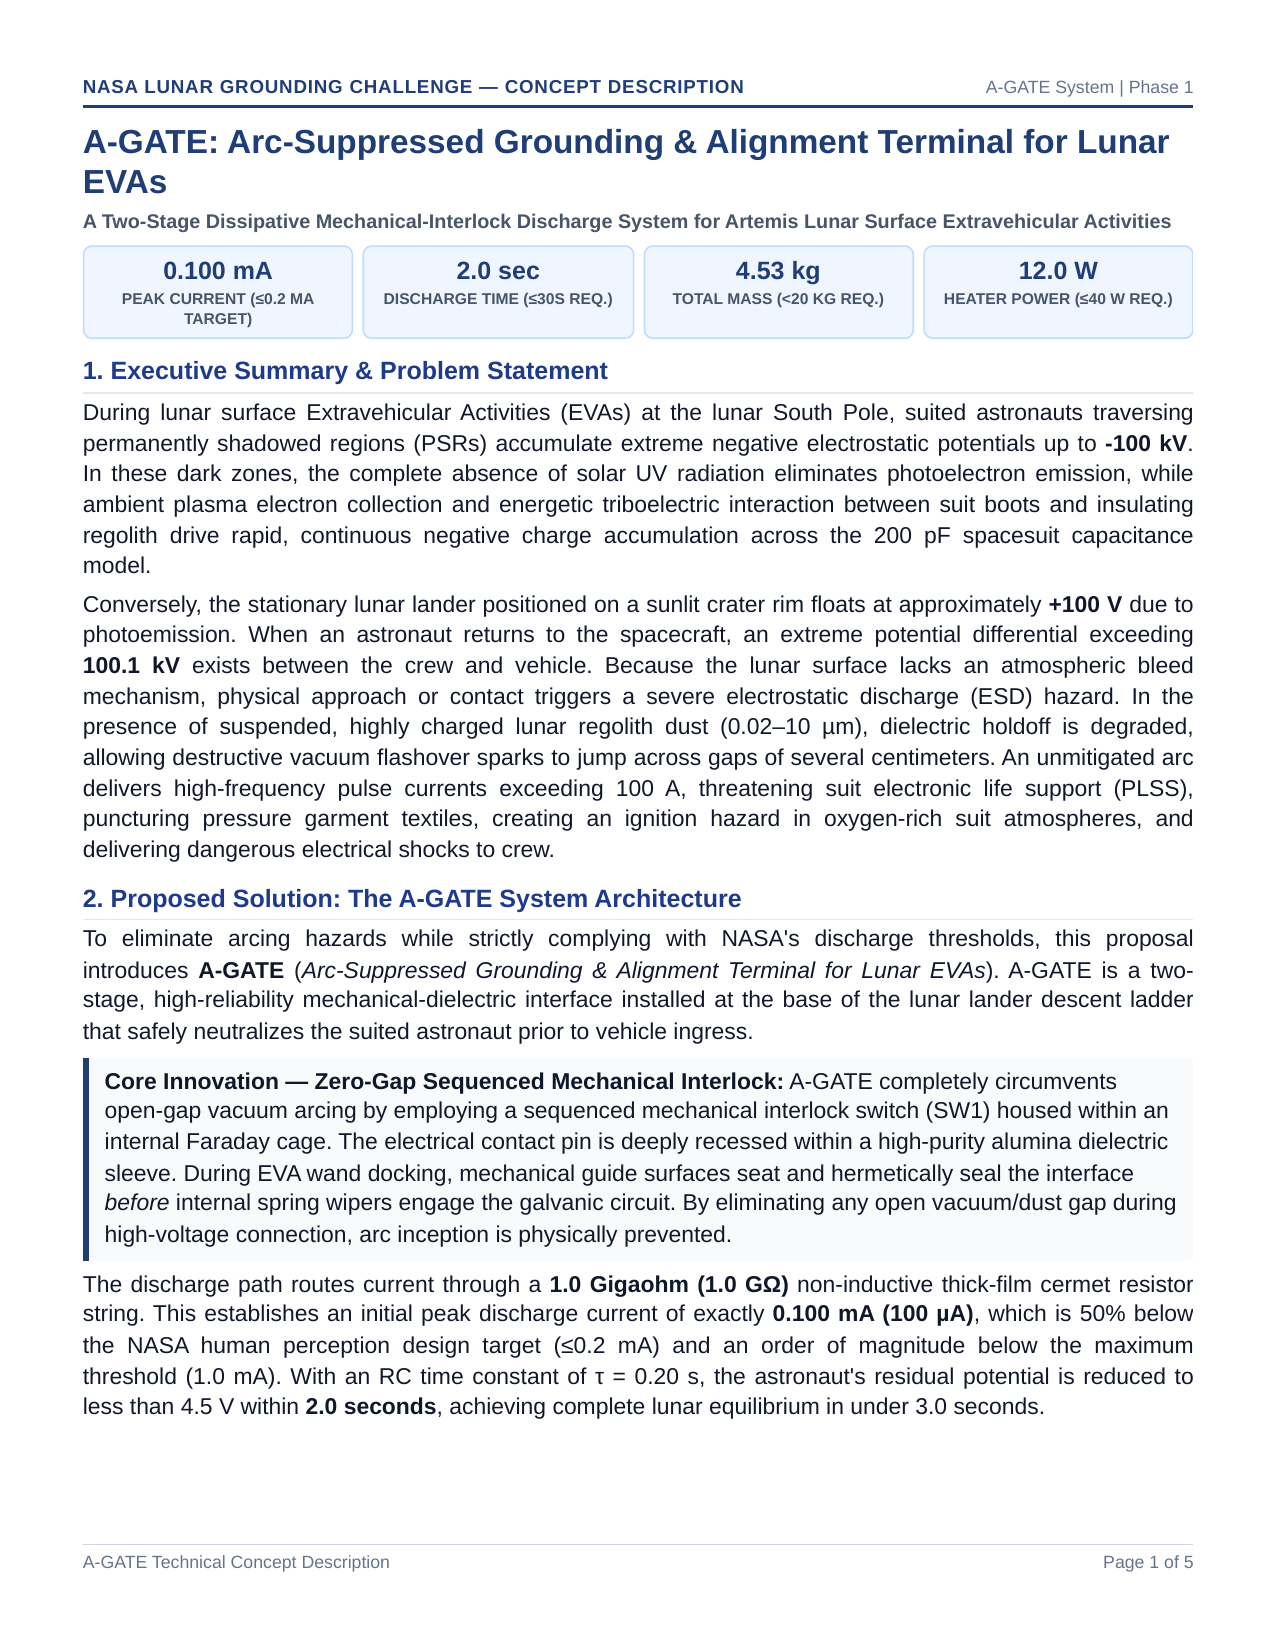 NASA LUNAR GROUNDING CHALLENGE — CONCEPT DESCRIPTION
A-GATE System | Phase 1
A-GATE: Arc-Suppressed Grounding & Alignment Terminal for Lunar
EVAs
A Two-Stage Dissipative Mechanical-Interlock Discharge System for Artemis Lunar Surface Extravehicular Activities
0.100 mA
PEAK CURRENT (≤0.2 MA
TARGET)
2.0 sec
DISCHARGE TIME (≤30S REQ.)
4.53 kg
TOTAL MASS (<20 KG REQ.)
12.0 W
HEATER POWER (≤40 W REQ.)
1. Executive Summary & Problem Statement
During lunar surface Extravehicular Activities (EVAs) at the lunar South Pole, suited astronauts traversing
permanently shadowed regions (PSRs) accumulate extreme negative electrostatic potentials up to -100 kV.
In these dark zones, the complete absence of solar UV radiation eliminates photoelectron emission, while
ambient plasma electron collection and energetic triboelectric interaction between suit boots and insulating
regolith drive rapid, continuous negative charge accumulation across the 200 pF spacesuit capacitance
model.
Conversely, the stationary lunar lander positioned on a sunlit crater rim floats at approximately +100 V due to
photoemission. When an astronaut returns to the spacecraft, an extreme potential differential exceeding
100.1 kV exists between the crew and vehicle. Because the lunar surface lacks an atmospheric bleed
mechanism, physical approach or contact triggers a severe electrostatic discharge (ESD) hazard. In the
presence of suspended, highly charged lunar regolith dust (0.02–10 μm), dielectric holdoff is degraded,
allowing destructive vacuum flashover sparks to jump across gaps of several centimeters. An unmitigated arc
delivers high-frequency pulse currents exceeding 100 A, threatening suit electronic life support (PLSS),
puncturing pressure garment textiles, creating an ignition hazard in oxygen-rich suit atmospheres, and
delivering dangerous electrical shocks to crew.
2. Proposed Solution: The A-GATE System Architecture
To eliminate arcing hazards while strictly complying with NASA's discharge thresholds, this proposal
introduces A-GATE (Arc-Suppressed Grounding & Alignment Terminal for Lunar EVAs). A-GATE is a two-
stage, high-reliability mechanical-dielectric interface installed at the base of the lunar lander descent ladder
that safely neutralizes the suited astronaut prior to vehicle ingress.
Core Innovation — Zero-Gap Sequenced Mechanical Interlock: A-GATE completely circumvents
open-gap vacuum arcing by employing a sequenced mechanical interlock switch (SW1) housed within an
internal Faraday cage. The electrical contact pin is deeply recessed within a high-purity alumina dielectric
sleeve. During EVA wand docking, mechanical guide surfaces seat and hermetically seal the interface
before internal spring wipers engage the galvanic circuit. By eliminating any open vacuum/dust gap during
high-voltage connection, arc inception is physically prevented.
The discharge path routes current through a 1.0 Gigaohm (1.0 GΩ) non-inductive thick-film cermet resistor
string. This establishes an initial peak discharge current of exactly 0.100 mA (100 μA), which is 50% below
the NASA human perception design target (≤0.2 mA) and an order of magnitude below the maximum
threshold (1.0 mA). With an RC time constant of τ = 0.20 s, the astronaut's residual potential is reduced to
less than 4.5 V within 2.0 seconds, achieving complete lunar equilibrium in under 3.0 seconds.
A-GATE Technical Concept Description
Page 1 of 5